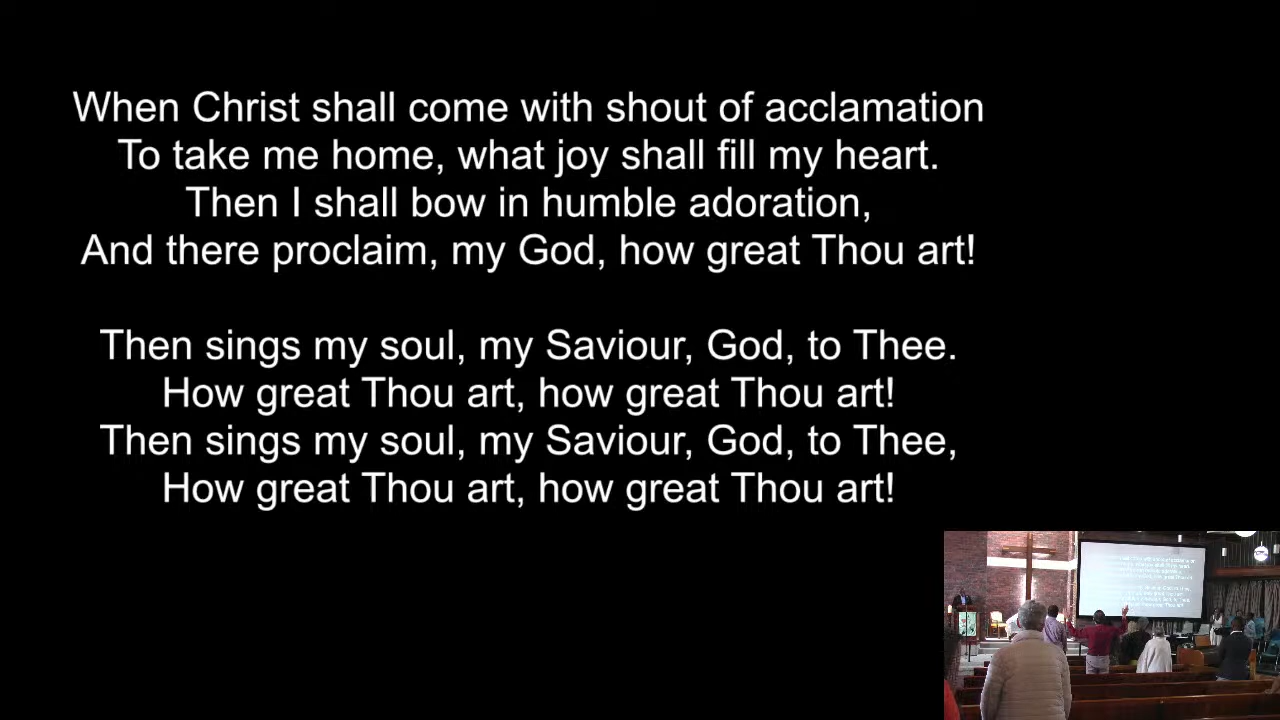 When Christ shall come with shout of acclamation
To take me home, what joy shall fill my heart.
Then I shall bow in humble adoration,
And there proclaim, my God, how great Thou art!
Then sings my soul, my Saviour, God, to Thee.
How great Thou art, how great Thou art!
Then sings my soul, my Saviour, God, to Thee,
How great Thou art, how great Thou art!